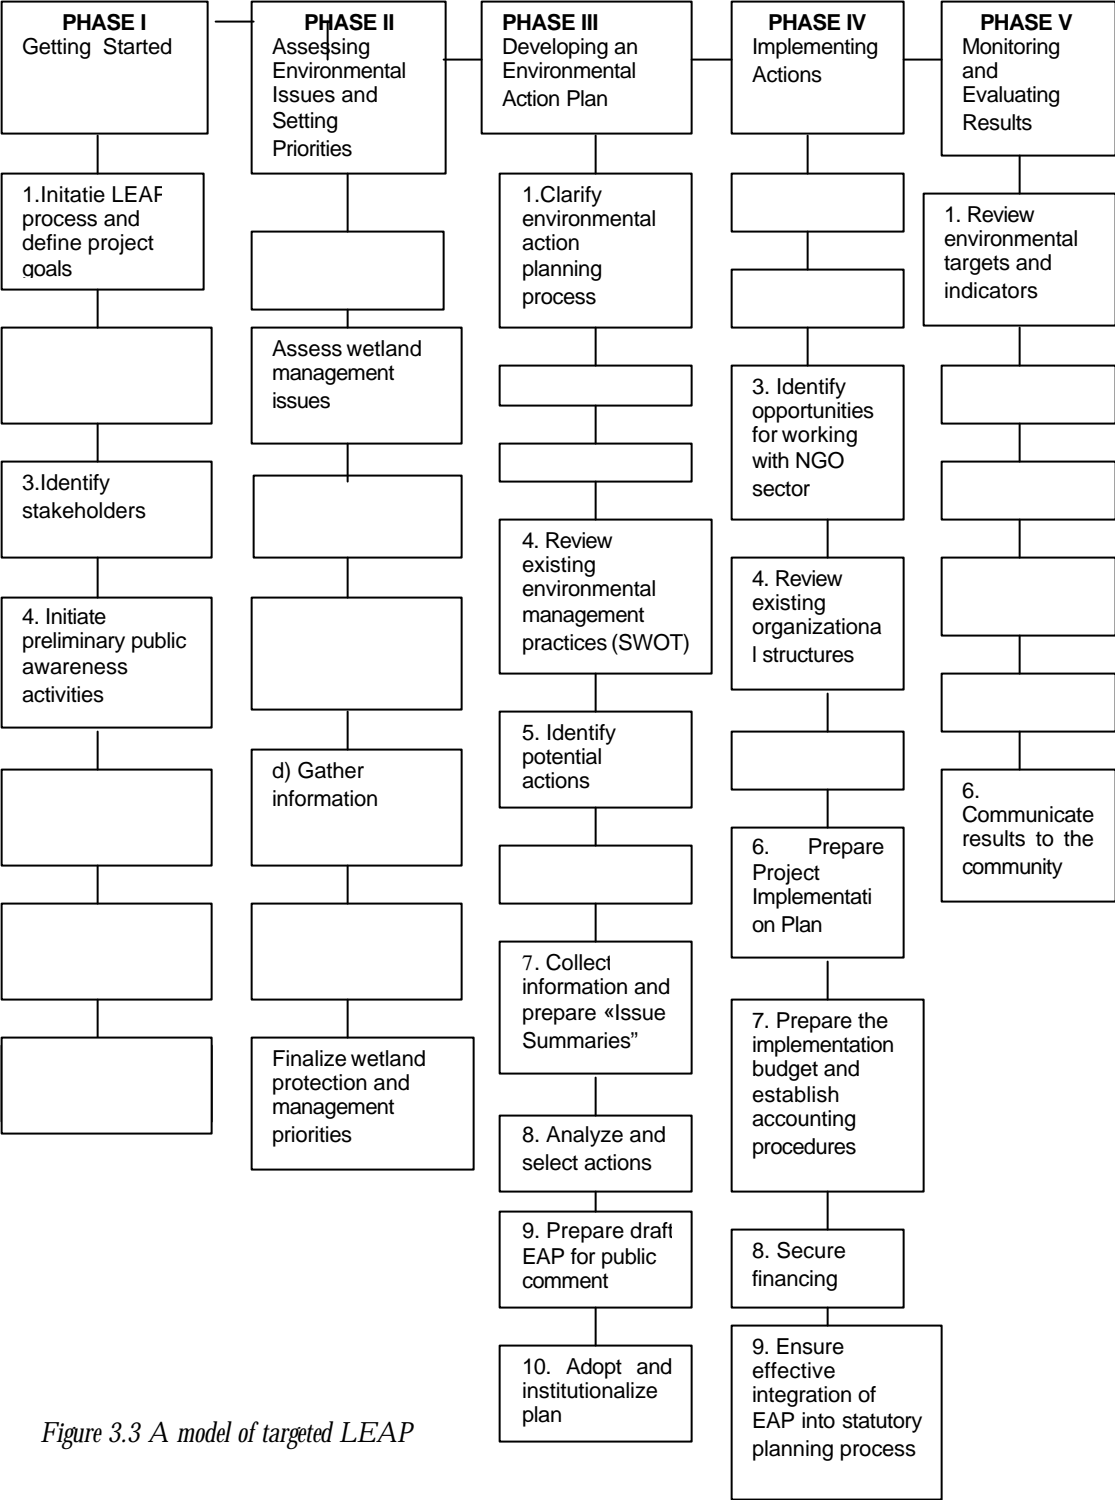 PHASE I
Getting Started
1.Initatie LEAP
process and
define project
goals
3.Identify
stakeholders
4. Initiate
preliminary public
awareness
activities
PHASE II
Assessing
Environmental
Issues and
Setting
Priorities
Assess wetland
management
issues
d) Gather
information
Finalize wetland
protection and
management
priorities
PHASE III
Developing an
Environmental
Action Plan
1.Clarify
environmental
action
planning
process
4. Review
existing
environmental
management
practices (SWOT)
5. Identify
potential
actions
7. Collect
information and
prepare «Issue
Summaries”
8. Analyze and
select actions
9. Prepare draft
EAP for public
comment
10. Adopt and
institutionalize
plan
PHASE IV
Implementing
Actions
3. Identify
opportunities
for working
with NGO
sector
4. Review
existing
organizationa
l structures
6. Prepare
Project
Implementati
on Plan
7. Prepare the
implementation
budget and
establish
accounting
procedures
8. Secure
financing
9. Ensure
effective
integration of
EAP into statutory
planning process
PHASE V
Monitoring
and
Evaluating
Results
1. Review
environmental
targets and
indicators
6.
Communicate
results to the
community
Figure 3.3 A model of targeted LEAP